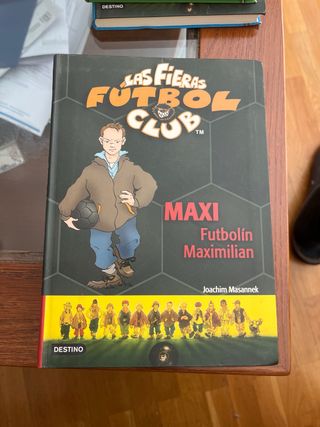 DESTINO
LAS FIERAS
FÚTBOL
CLUB TM
MAXI
Futbolín
Maximilian
Joachim Masannek
DESTINO